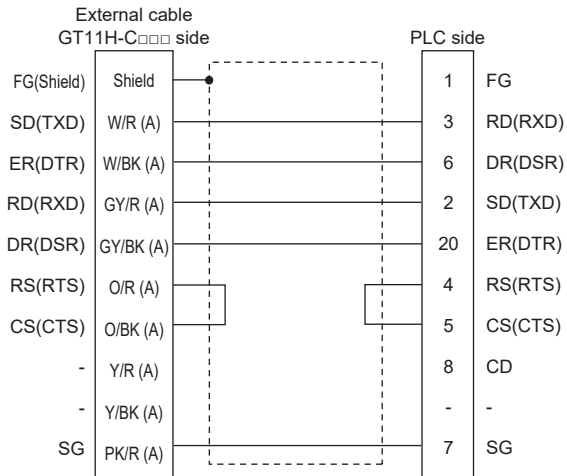 External cable
GT11H-C□□□ side PLC side
FG(Shield) Shield 1 FG
SD(TXD) W/R (A) 3 RD(RXD)
ER(DTR) W/BK (A) 6 DR(DSR)
RD(RXD) GY/R (A) 2 SD(TXD)
DR(DSR) GY/BK (A) 20 ER(DTR)
RS(RTS) O/R (A) 4 RS(RTS)
CS(CTS) O/BK (A) 5 CS(CTS)
- Y/R (A) 8 CD
- Y/BK (A) - -
SG PK/R (A) 7 SG